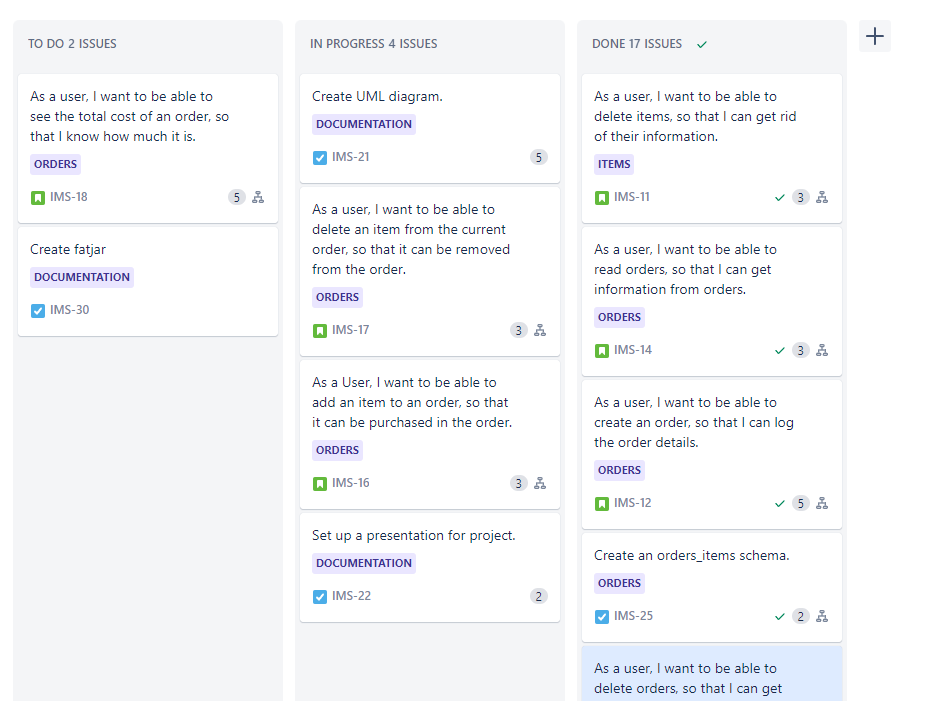 TO DO 2 ISSUES
As a user, I want to be able to
see the total cost of an order, so
that I know how much it is.
ORDERS
IMS-18 5
Create fatjar
DOCUMENTATION
IMS-30
IN PROGRESS 4 ISSUES
Create UML diagram.
DOCUMENTATION
IMS-21 5
As a user, I want to be able to
delete an item from the current
order, so that it can be removed
from the order.
ORDERS
IMS-17 3
As a User, I want to be able to
add an item to an order, so that
it can be purchased in the order.
ORDERS
IMS-16 3
Set up a presentation for project.
DOCUMENTATION
IMS-22 2
DONE 17 ISSUES
As a user, I want to be able to
delete items, so that I can get rid
of their information.
ITEMS
IMS-11 3
As a user, I want to be able to
read orders, so that I can get
information from orders.
ORDERS
IMS-14 3
As a user, I want to be able to
create an order, so that I can log
the order details.
ORDERS
IMS-12 5
Create an orders_items schema.
ORDERS
IMS-25 2
As a user, I want to be able to
delete orders, so that I can get